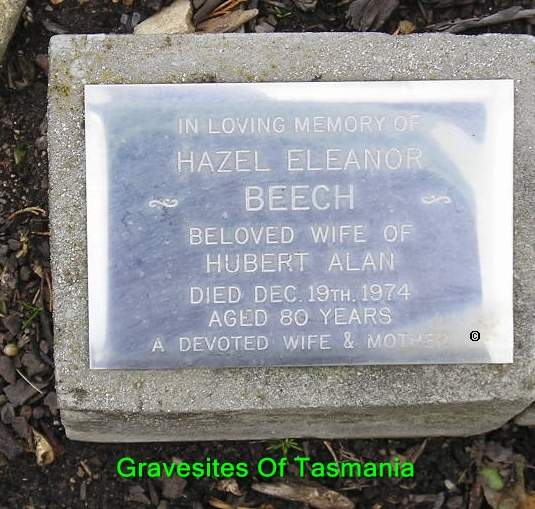 IN LOVING MEMORY OF
HAZEL ELEANOR
BEECH
BELOVED WIFE OF
HUBERT ALAN
DIED DEC. 19TH. 1974
AGED 80 YEARS
A DEVOTED WIFE & MOTHER ©
Gravesites Of Tasmania